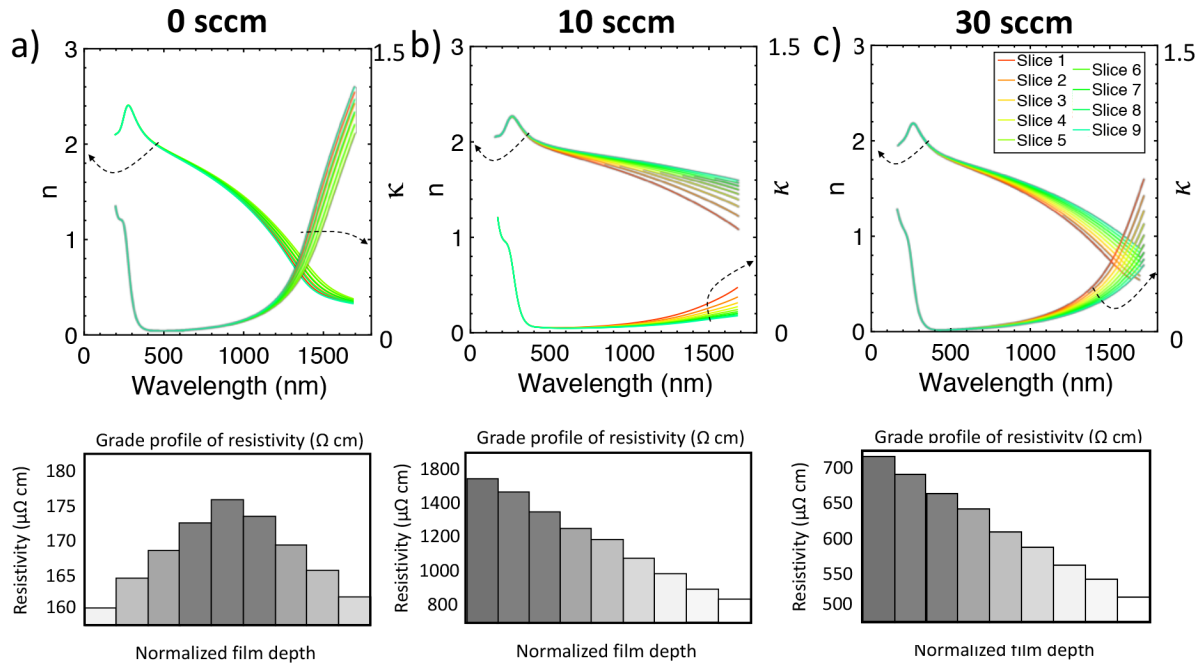 0 sccm
10 sccm
30 sccm
a)
b)
c)
3
2
1
0
n
1.5
κ
0
0
500
1000
1500
Wavelength (nm)
3
2
1
0
n
1.5
κ
0
0
500
1000
1500
Wavelength (nm)
3
2
1
0
n
1.5
κ
0
0
500
1000
1500
Wavelength (nm)
Slice 1
Slice 2
Slice 3
Slice 4
Slice 5
Slice 6
Slice 7
Slice 8
Slice 9
Grade profile of resistivity (Ω cm)
Resistivity (μΩ cm)
180
175
170
165
160
Normalized film depth
Grade profile of resistivity (Ω cm)
Resistivity (μΩ cm)
1800
1400
1200
1000
800
Normalized film depth
Grade profile of resistivity (Ω cm)
Resistivity (μΩ cm)
700
650
600
550
500
Normalized film depth